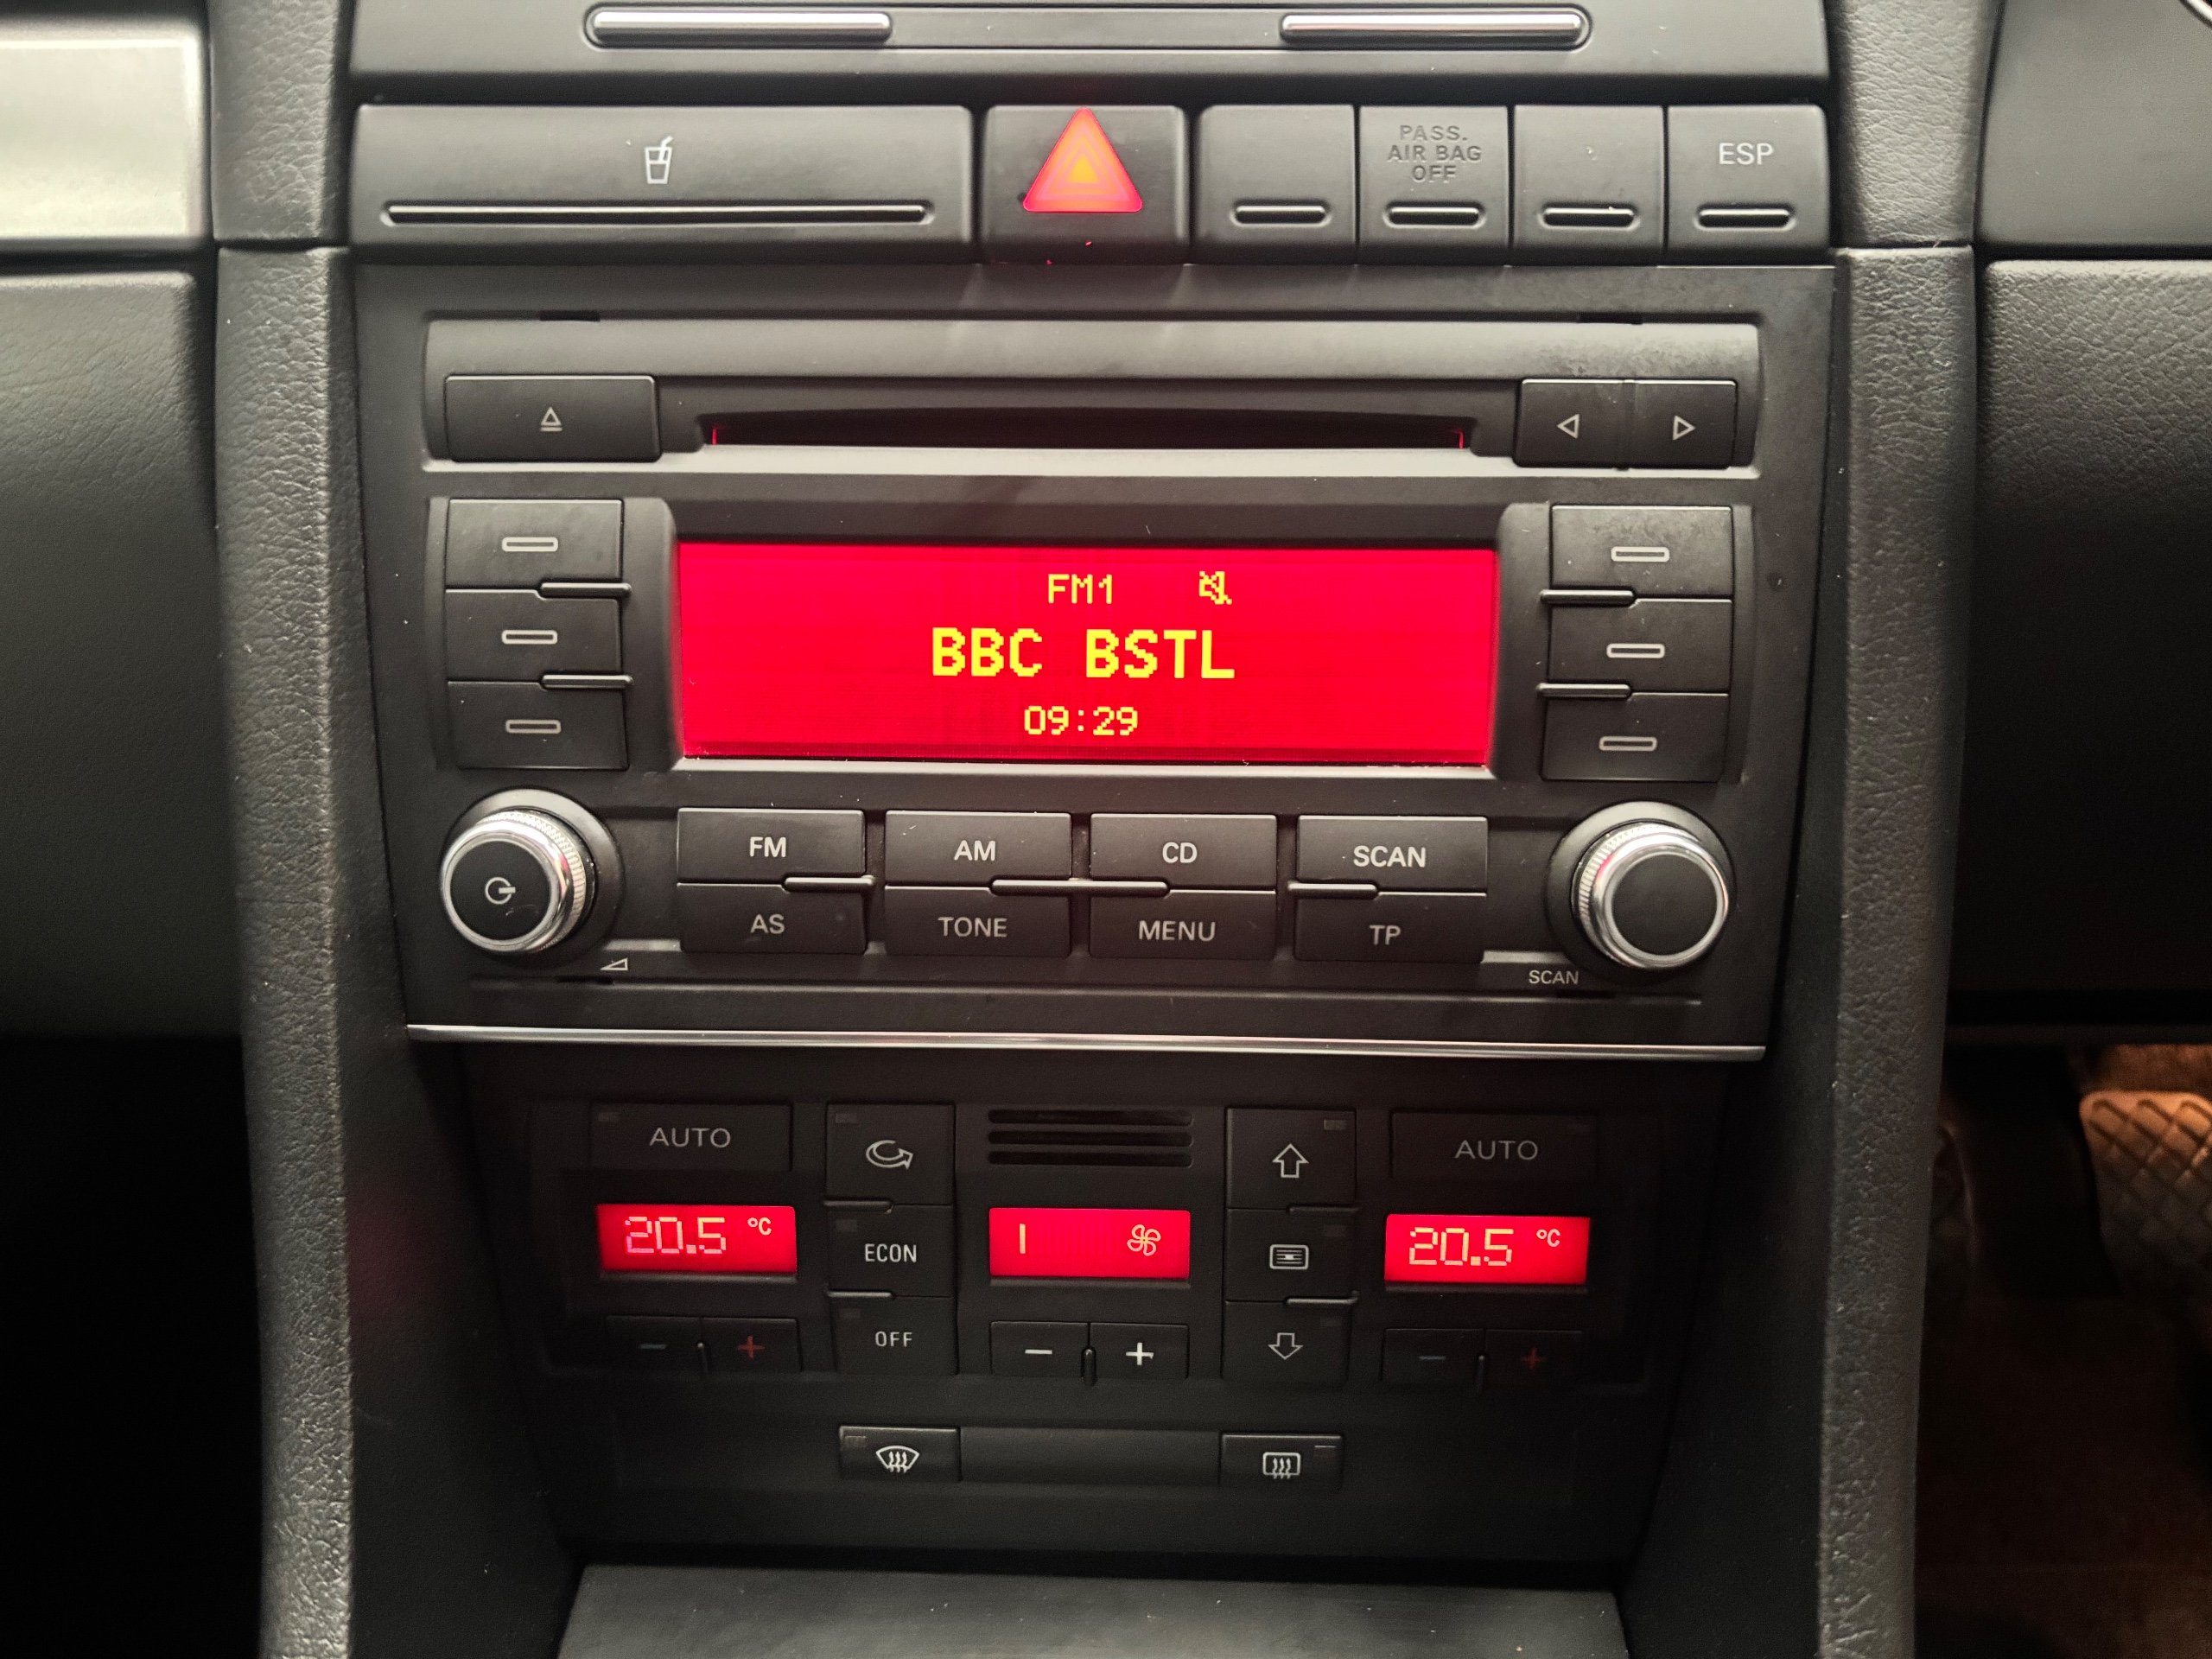 PASS.
AIR BAG
OFF
ESP
FM1
BBC BSTL
09:29
FM
AM
CD
SCAN
AS
TONE
MENU
TP
SCAN
AUTO
AUTO
20.5 °C
20.5 °C
ECON
OFF
- +
- +
- +